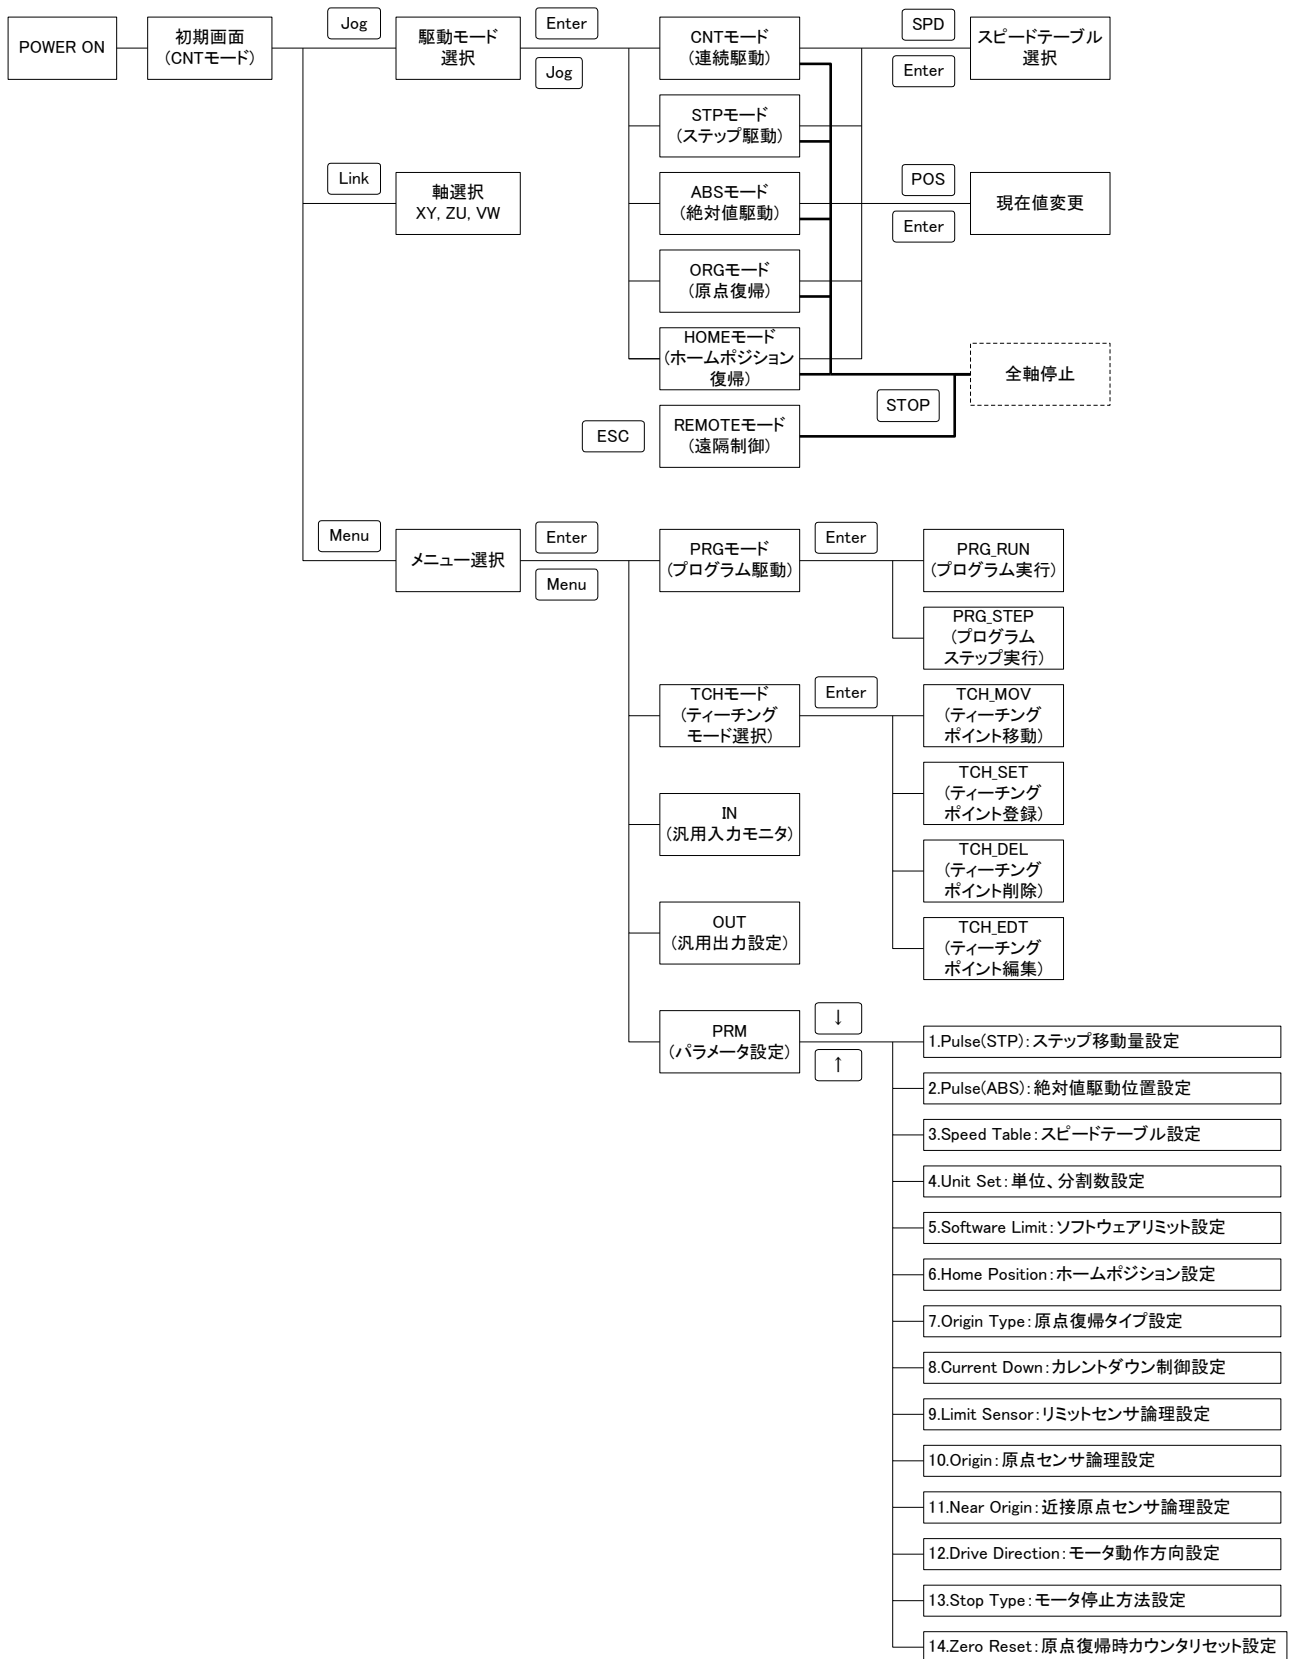 POWER ON
初期画面
(CNTモード)
Jog
駆動モード
選択
Enter
Jog
CNTモード
(連続駆動)
SPD
Enter
スピードテーブル
選択
STPモード
(ステップ駆動)
Link
軸選択
XY, ZU, VW
ABSモード
(絶対値駆動)
POS
Enter
現在値変更
ORGモード
(原点復帰)
HOMEモード
(ホームポジション
復帰)
全軸停止
STOP
ESC
REMOTEモード
(遠隔制御)
Menu
メニュー選択
Enter
Menu
PRGモード
(プログラム駆動)
Enter
PRG_RUN
(プログラム実行)
PRG_STEP
(プログラム
ステップ実行)
TCHモード
(ティーチング
モード選択)
Enter
TCH_MOV
(ティーチング
ポイント移動)
TCH_SET
(ティーチング
ポイント登録)
IN
(汎用入力モニタ)
TCH_DEL
(ティーチング
ポイント削除)
OUT
(汎用出力設定)
TCH_EDT
(ティーチング
ポイント編集)
PRM
(パラメータ設定)
↓
↑
1.Pulse(STP):ステップ移動量設定
2.Pulse(ABS):絶対値駆動位置設定
3.Speed Table:スピードテーブル設定
4.Unit Set:単位、分割数設定
5.Software Limit:ソフトウェアリミット設定
6.Home Position:ホームポジション設定
7.Origin Type:原点復帰タイプ設定
8.Current Down:カレントダウン制御設定
9.Limit Sensor:リミットセンサ論理設定
10.Origin:原点センサ論理設定
11.Near Origin:近接原点センサ論理設定
12.Drive Direction:モータ動作方向設定
13.Stop Type:モータ停止方法設定
14.Zero Reset:原点復帰時カウンタリセット設定